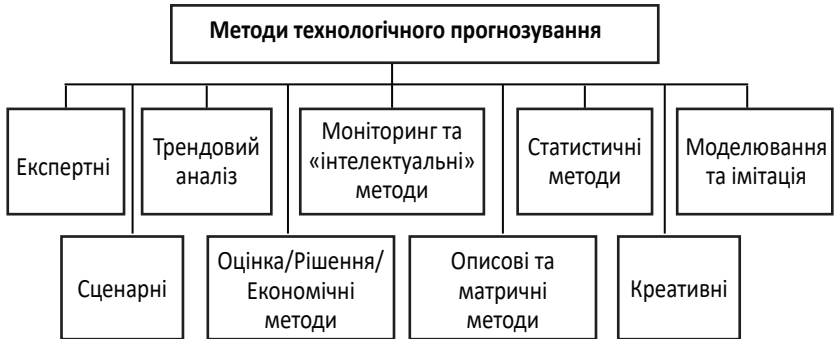 Методи технологічного прогнозування
Експертні
Трендовий
аналіз
Моніторинг та
«інтелектуальні»
методи
Статистичні
методи
Моделювання
та імітація
Сценарні
Оцінка/Рішення/
Економічні
методи
Описові та
матричні
методи
Креативні